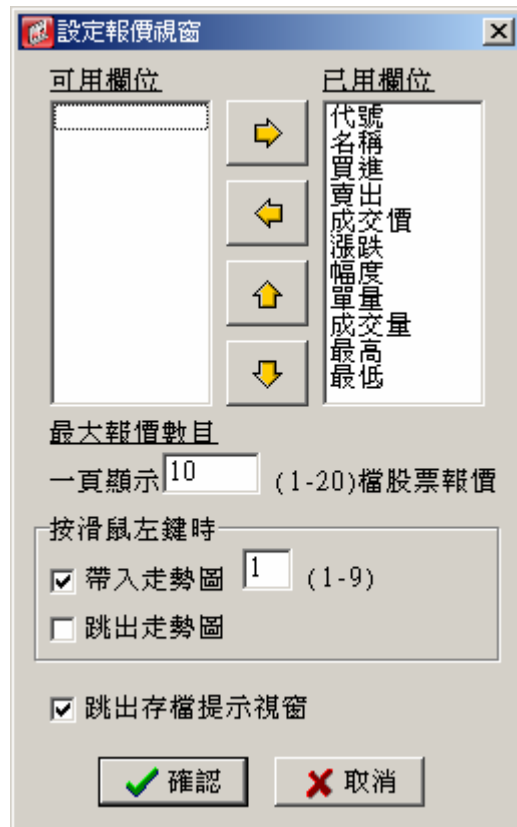 設定報價視窗
可用欄位
已用欄位
代號
名稱
買進
賣出
成交價
漲跌
幅度
單量
成交量
最高
最低
最大報價數目
一頁顯示 10 (1-20)檔股票報價
按滑鼠左鍵時
帶入走勢圖 1 (1-9)
跳出走勢圖
跳出存檔提示視窗
確認
取消